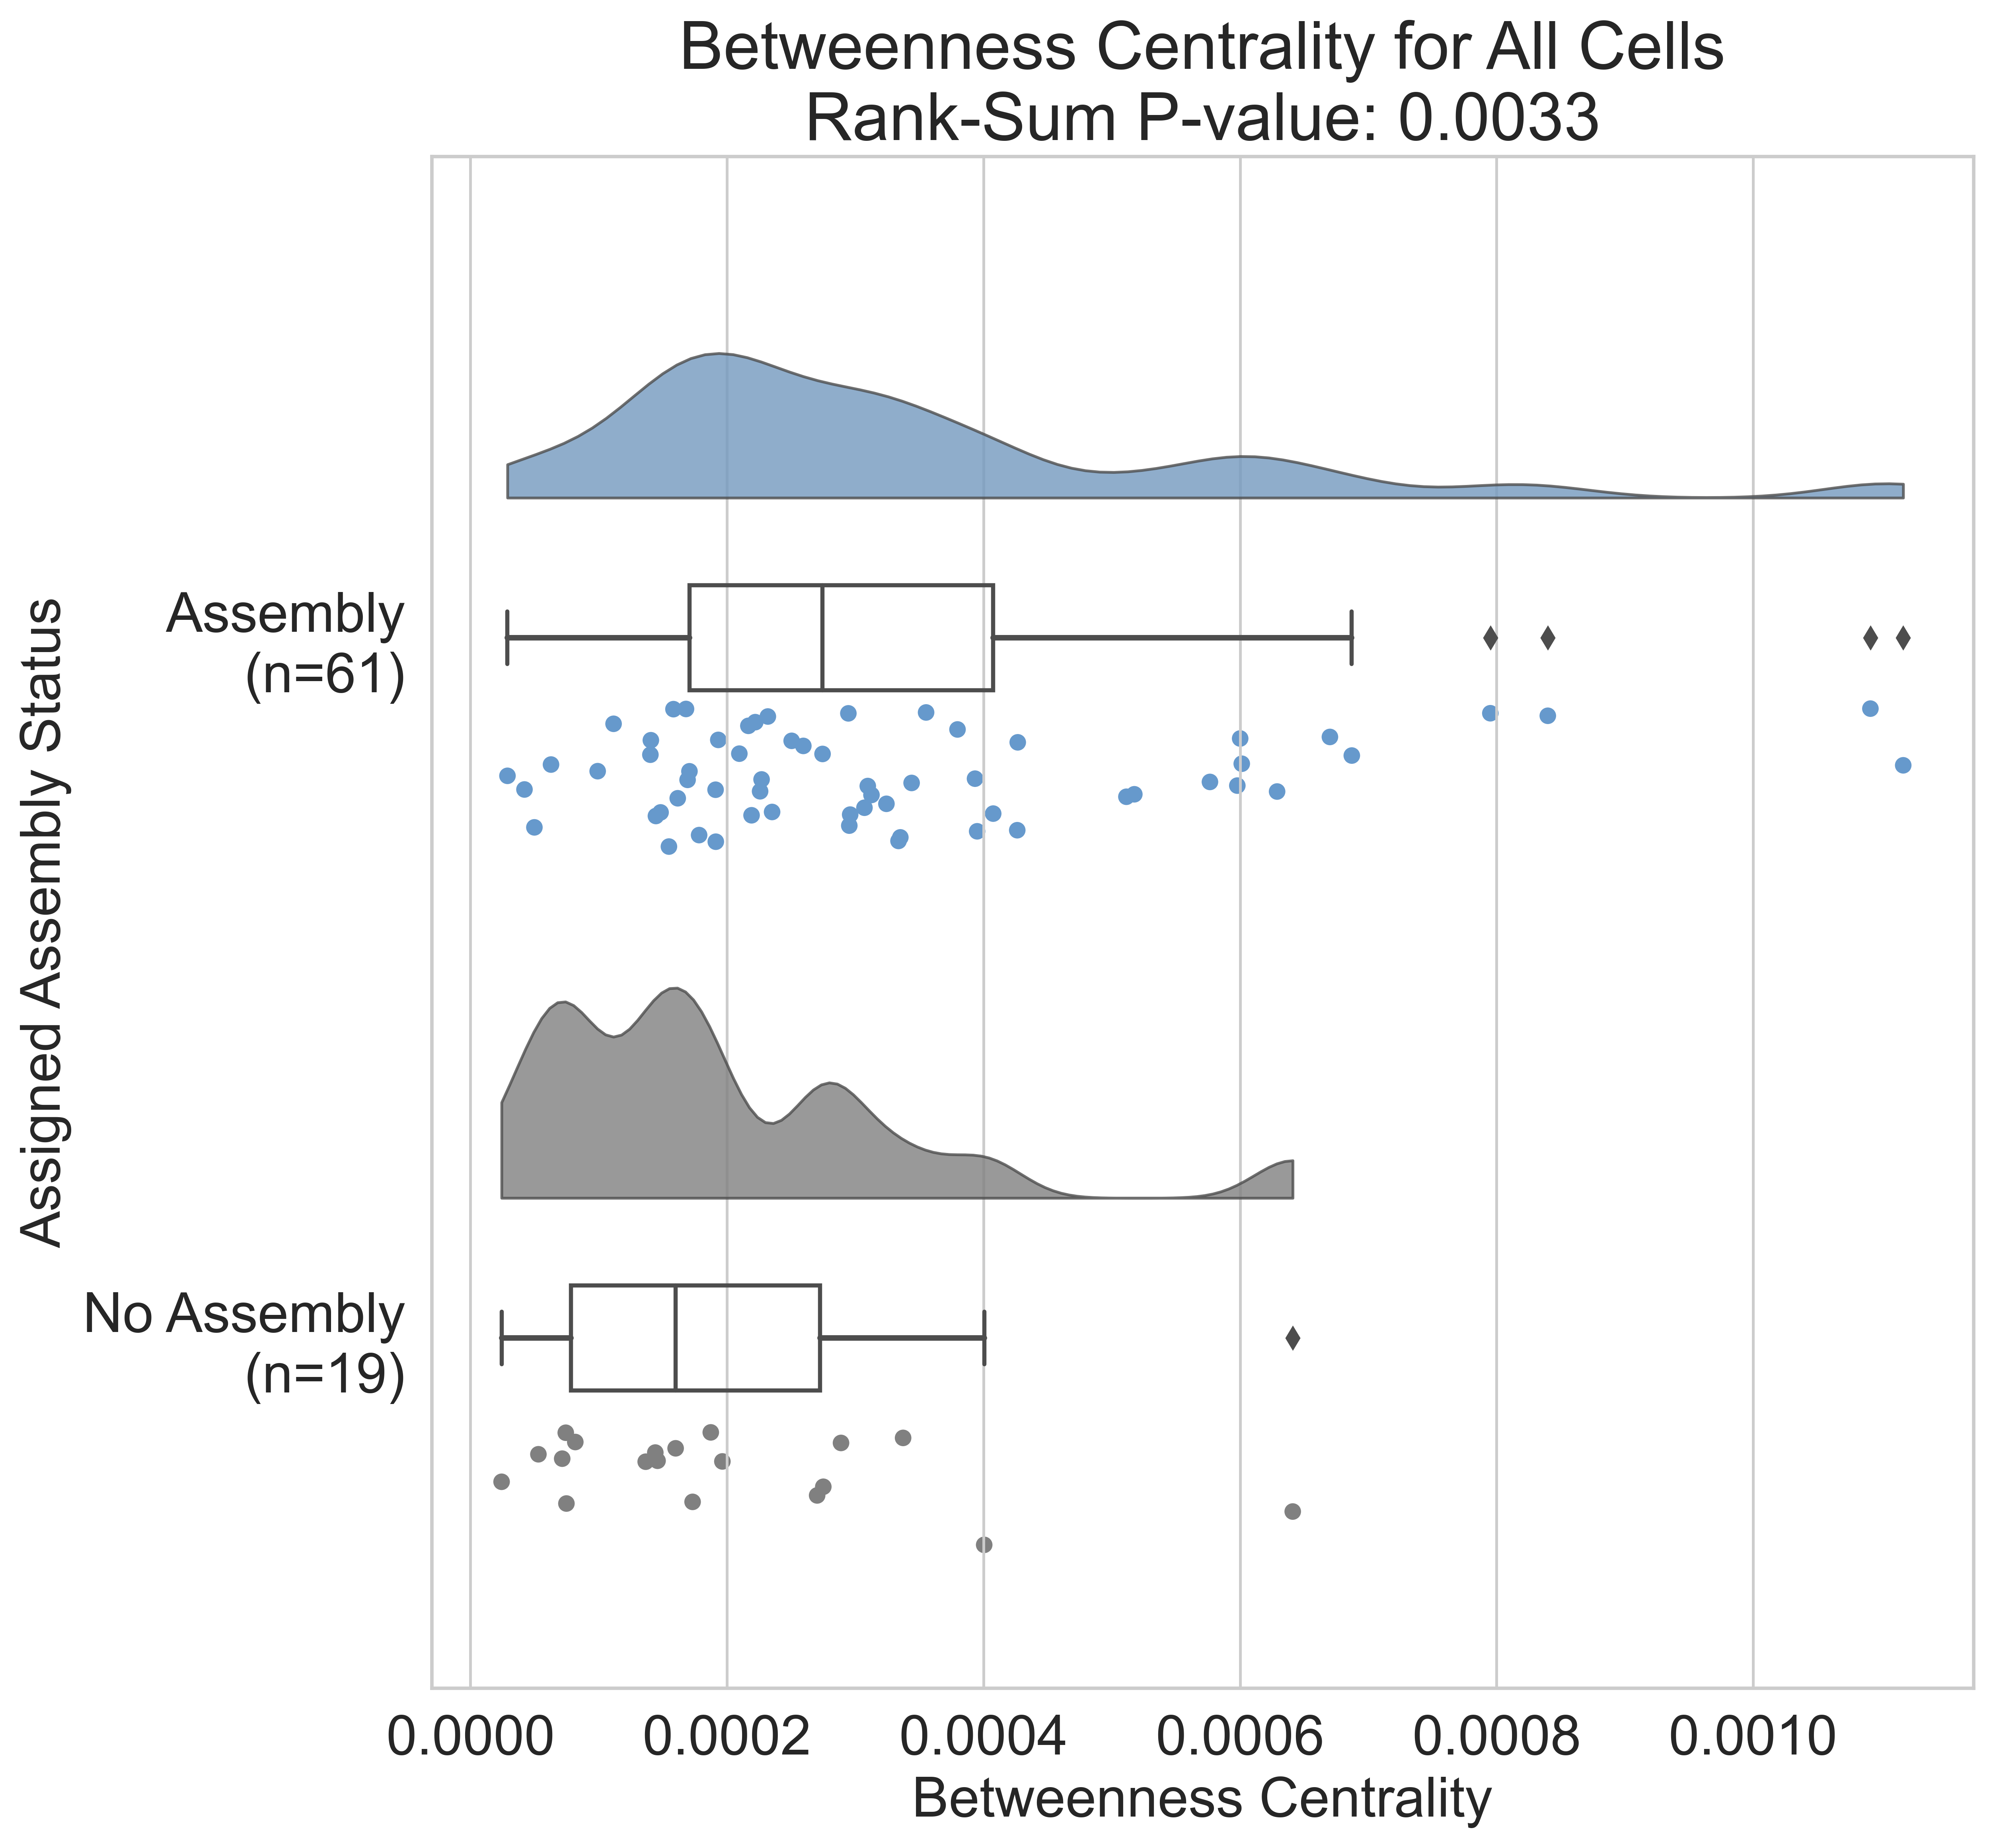 Betweenness Centrality for All Cells
Rank-Sum P-value: 0.0033
Assigned Assembly Status
Assembly
(n=61)
No Assembly
(n=19)
0.0000 0.0002 0.0004 0.0006 0.0008 0.0010
Betweenness Centrality